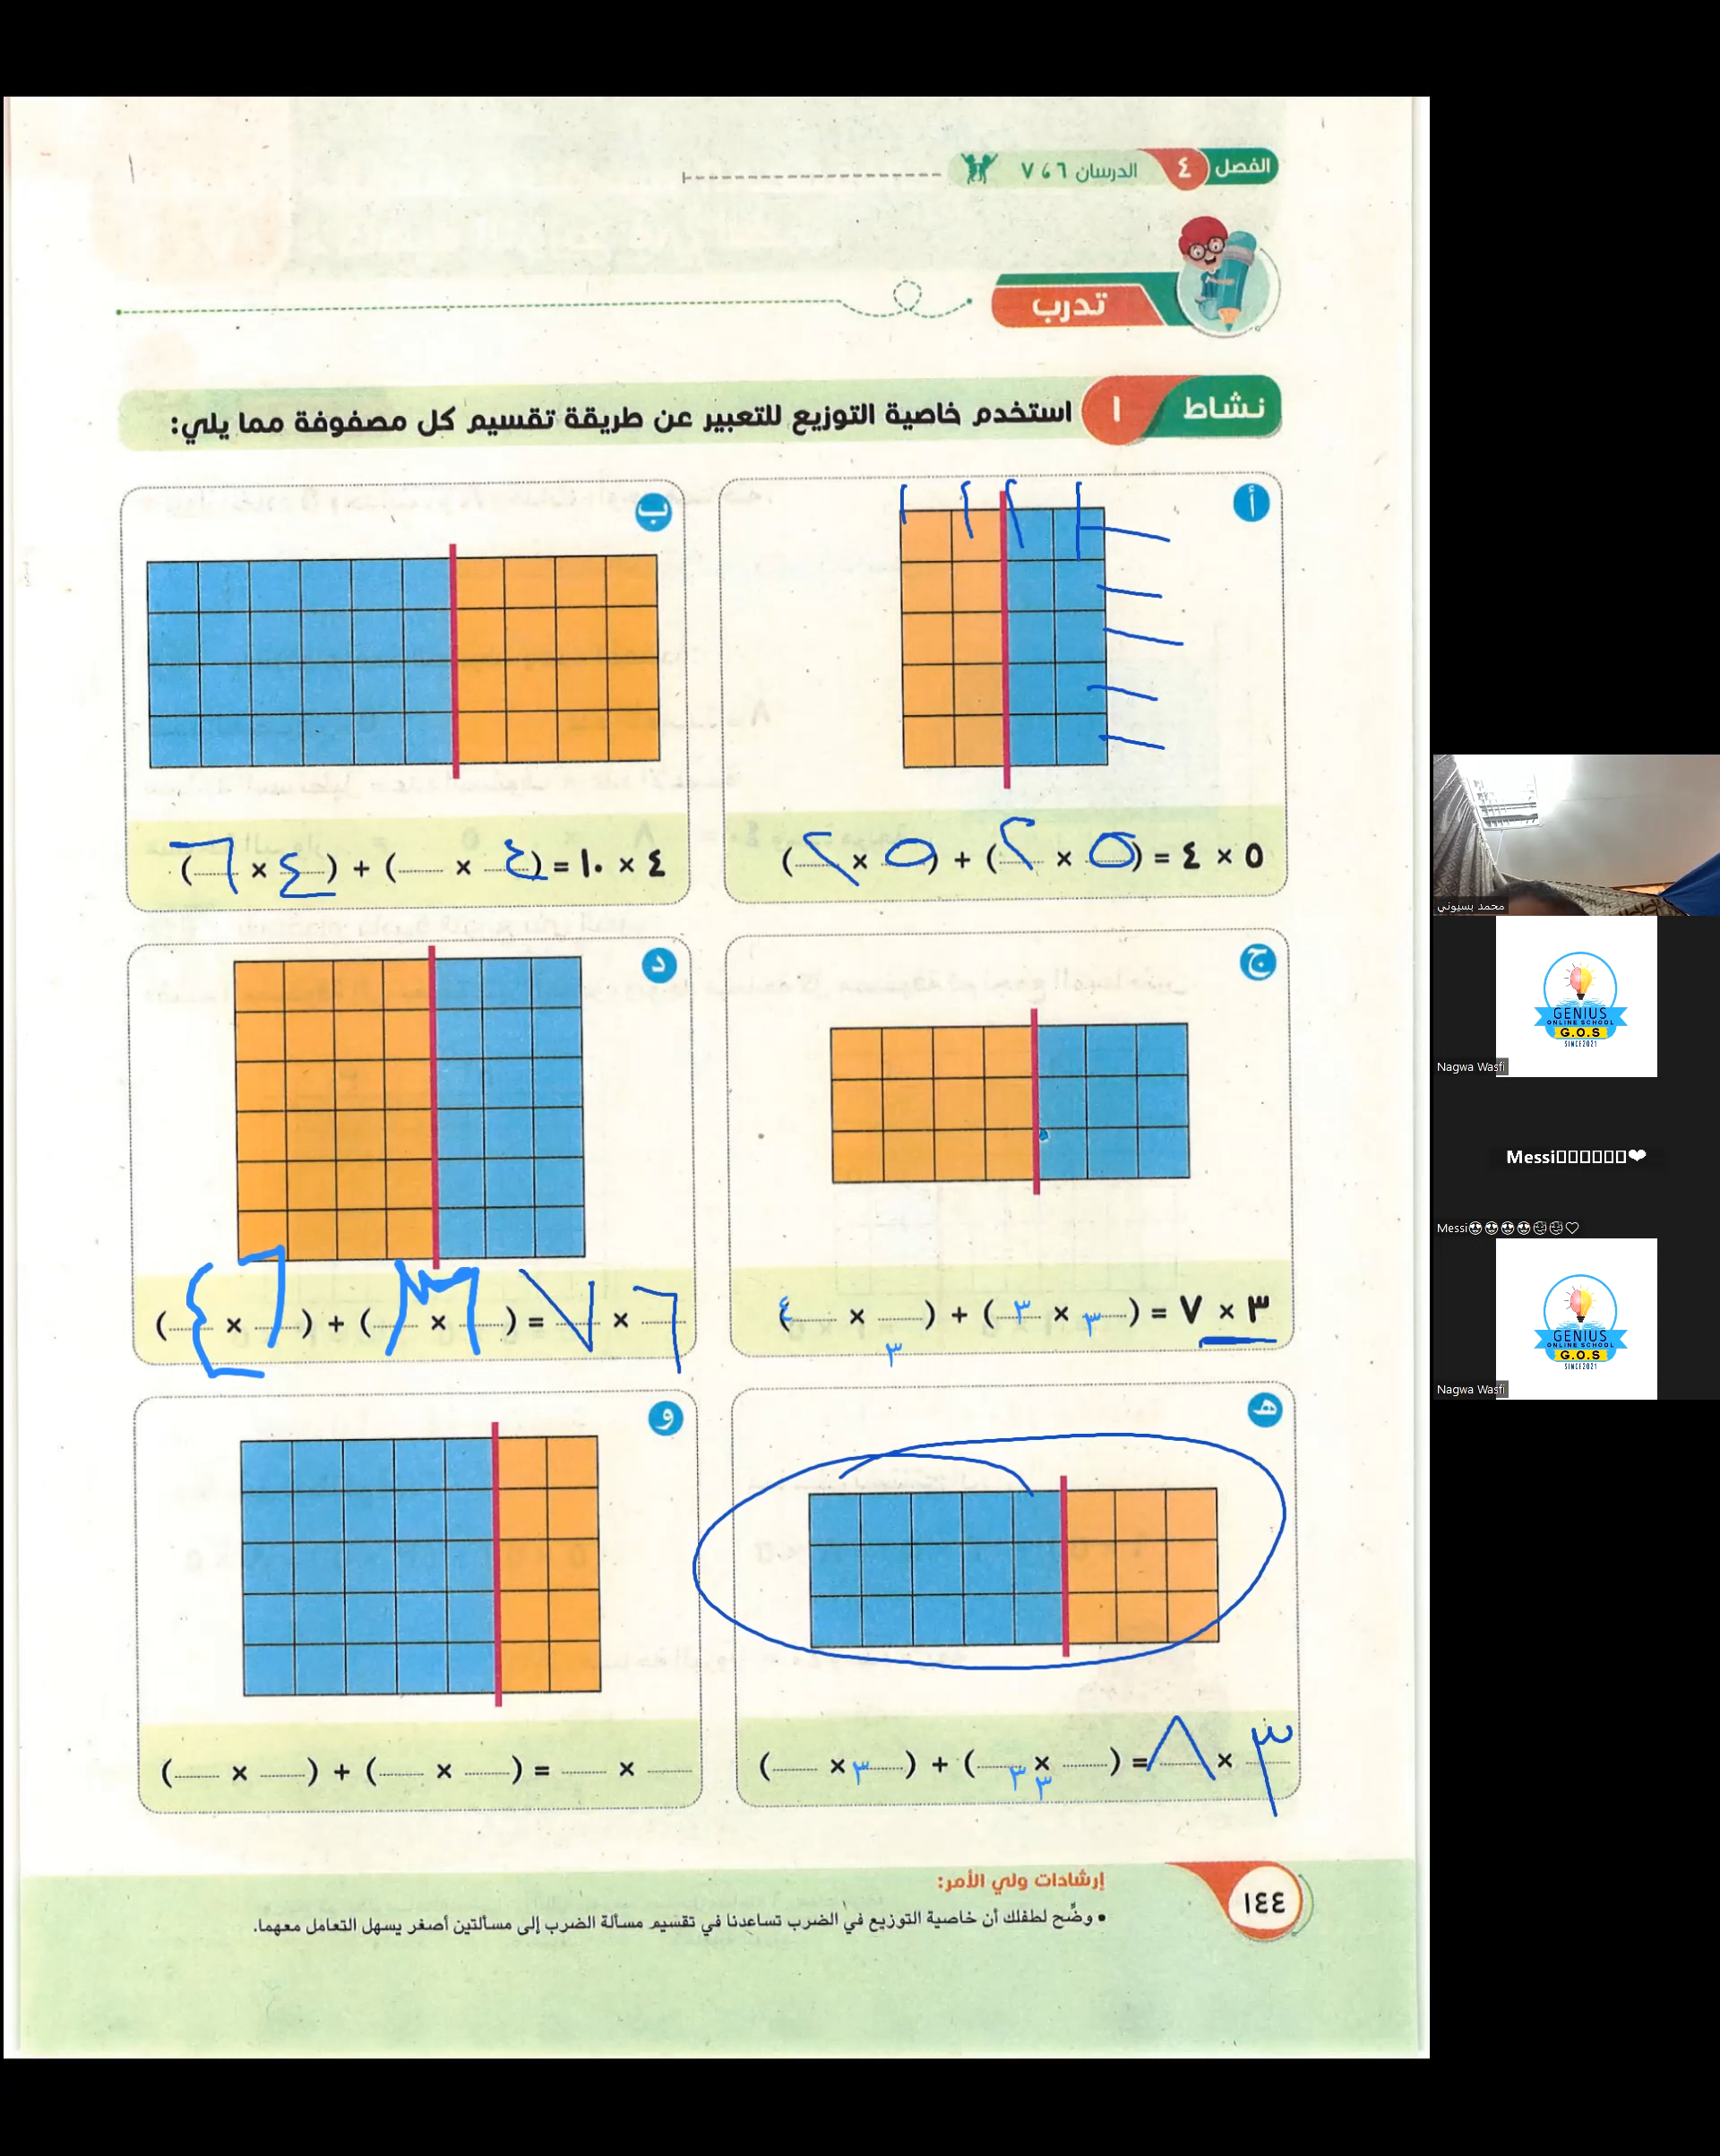 الفصل ٤ الدرسان ٦ ، ٧
تدرب
نشاط ١ استخدم خاصية التوزيع للتعبير عن طريقة تقسيم كل مصفوفة مما يلي:
أ
٥ × ٤ = (٥ × ٢) + (٥ × ٢)
ب
٤ × ١٠ = (٤ × ......) + (٤ × ٦)
ج
٣ × ٧ = (٣ × ٣) + (٣ × ٤)
د
٦ × ٧ = (٦ × ٣) + (٦ × ٤)
هـ
٣ × ٨ = (...... × ٣ ٣) + (٣ × ......)
و
...... × ...... = (...... × ......) + (...... × ......)
إرشادات ولي الأمر:
• وضِّح لطفلك أن خاصية التوزيع في الضرب تساعدنا في تقسيم مسألة الضرب إلى مسألتين أصغر يسهل التعامل معهما.
١٤٤
محمد بسيوني
GENIUS
ONLINE SCHOOL
G.O.S
SINCE 2021
Nagwa Wasfi
Messi□□□□□□❤
Messi😍😍😍😍🥰🥰♡
GENIUS
ONLINE SCHOOL
G.O.S
SINCE 2021
Nagwa Wasfi